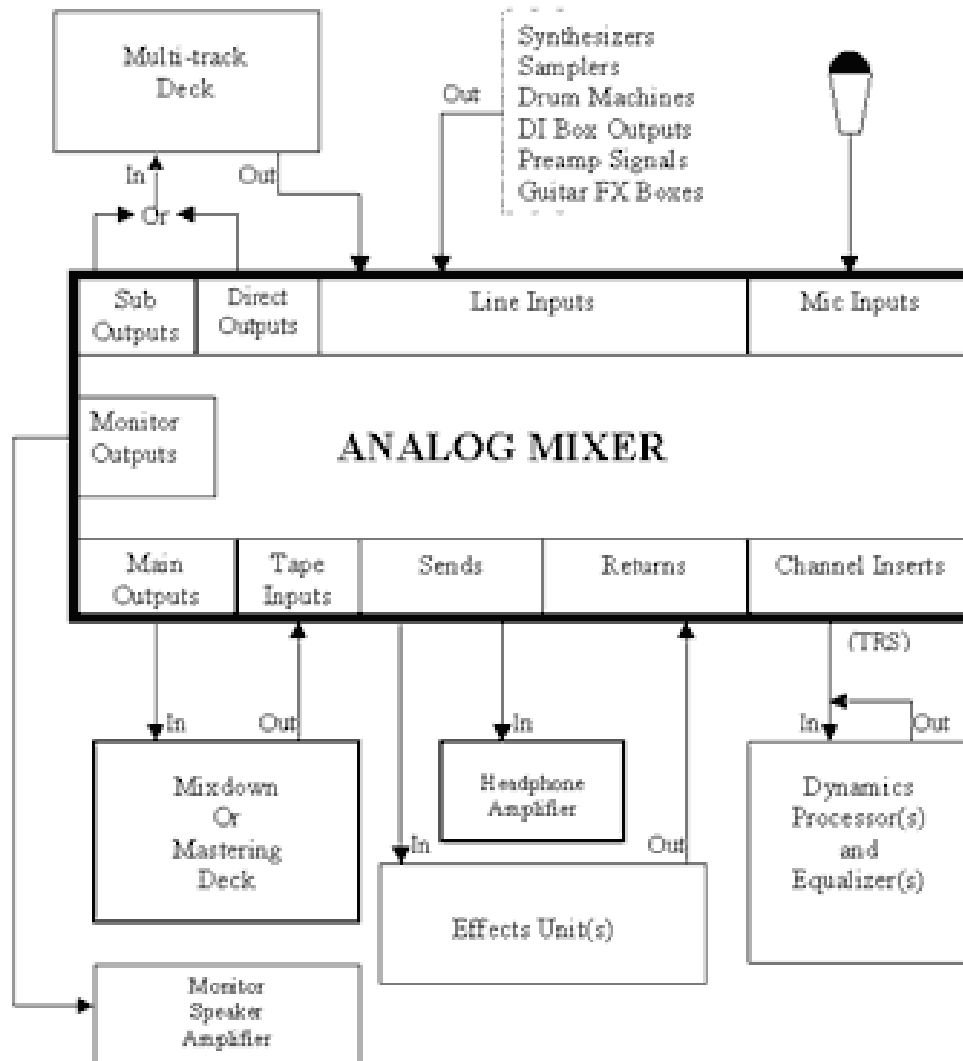 Multi-track
Deck
Out
Synthesizers
Samplers
Drum Machines
DI Box Outputs
Preamp Signals
Guitar FX Boxes
In
Out
Or
Sub
Outputs
Direct
Outputs
Line Inputs
Mic Inputs
Monitor
Outputs
ANALOG MIXER
Main
Outputs
Tape
Inputs
Sends
Returns
Channel Inserts
(TRS)
In
Out
In
In
Out
Mixdown
Or
Mastering
Deck
Headphone
Amplifier
Dynamics
Processor(s)
and
Equalizer(s)
In
Out
Effects Unit(s)
Monitor
Speaker
Amplifier